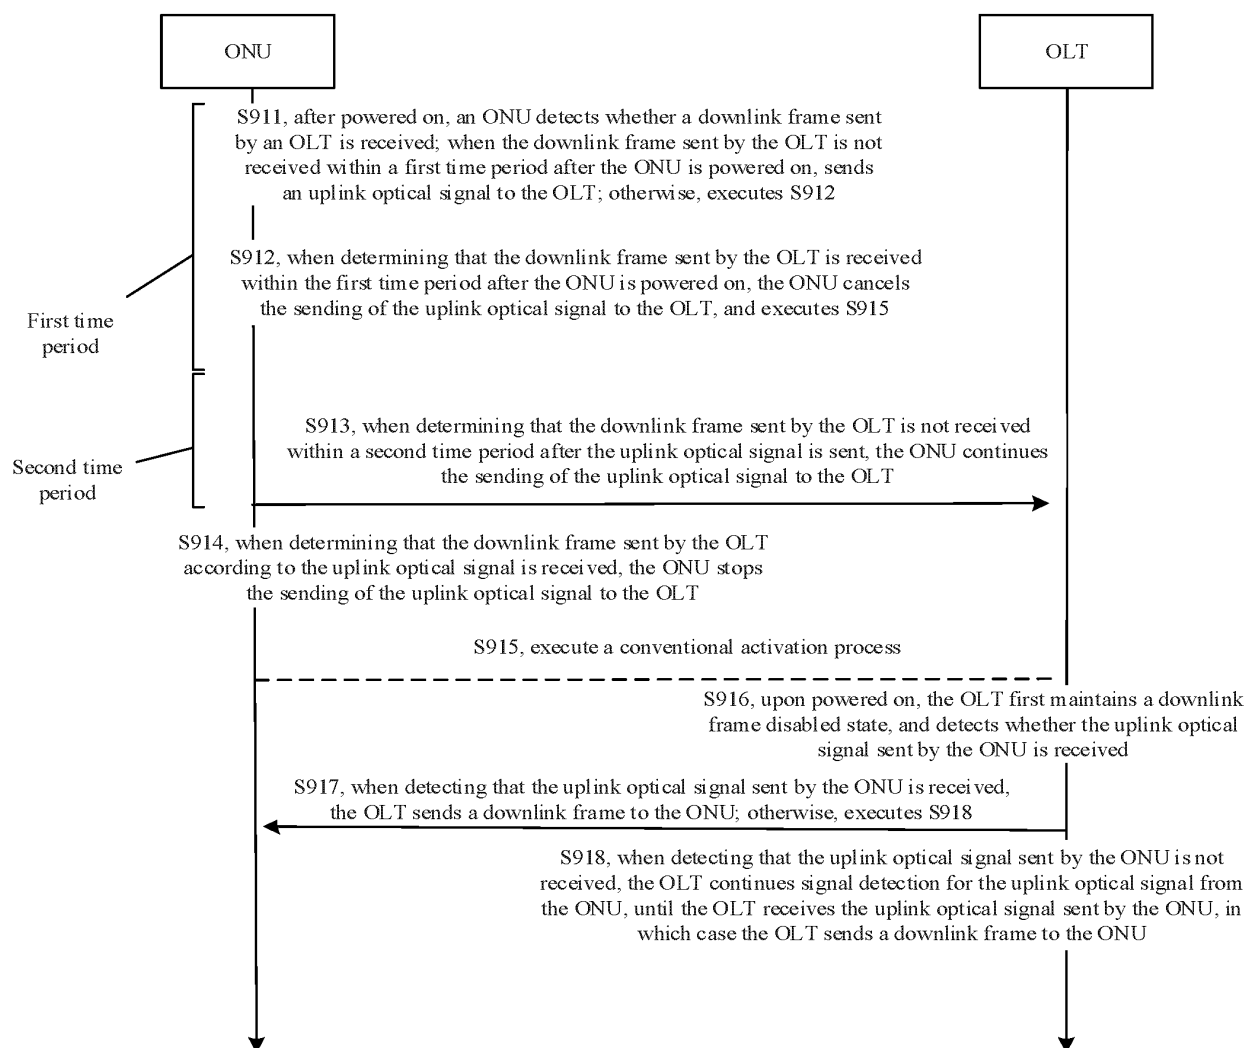 ONU
OLT
S911, after powered on, an ONU detects whether a downlink frame sent
by an OLT is received; when the downlink frame sent by the OLT is not
received within a first time period after the ONU is powered on, sends
an uplink optical signal to the OLT; otherwise, executes S912
S912, when determining that the downlink frame sent by the OLT is received
within the first time period after the ONU is powered on, the ONU cancels
the sending of the uplink optical signal to the OLT, and executes S915
First time
period
S913, when determining that the downlink frame sent by the OLT is not received
within a second time period after the uplink optical signal is sent, the ONU continues
the sending of the uplink optical signal to the OLT
Second time
period
S914, when determining that the downlink frame sent by the OLT
according to the uplink optical signal is received, the ONU stops
the sending of the uplink optical signal to the OLT
S915, execute a conventional activation process
S916, upon powered on, the OLT first maintains a downlink
frame disabled state, and detects whether the uplink optical
signal sent by the ONU is received
S917, when detecting that the uplink optical signal sent by the ONU is received,
the OLT sends a downlink frame to the ONU; otherwise, executes S918
S918, when detecting that the uplink optical signal sent by the ONU is not
received, the OLT continues signal detection for the uplink optical signal from
the ONU, until the OLT receives the uplink optical signal sent by the ONU, in
which case the OLT sends a downlink frame to the ONU